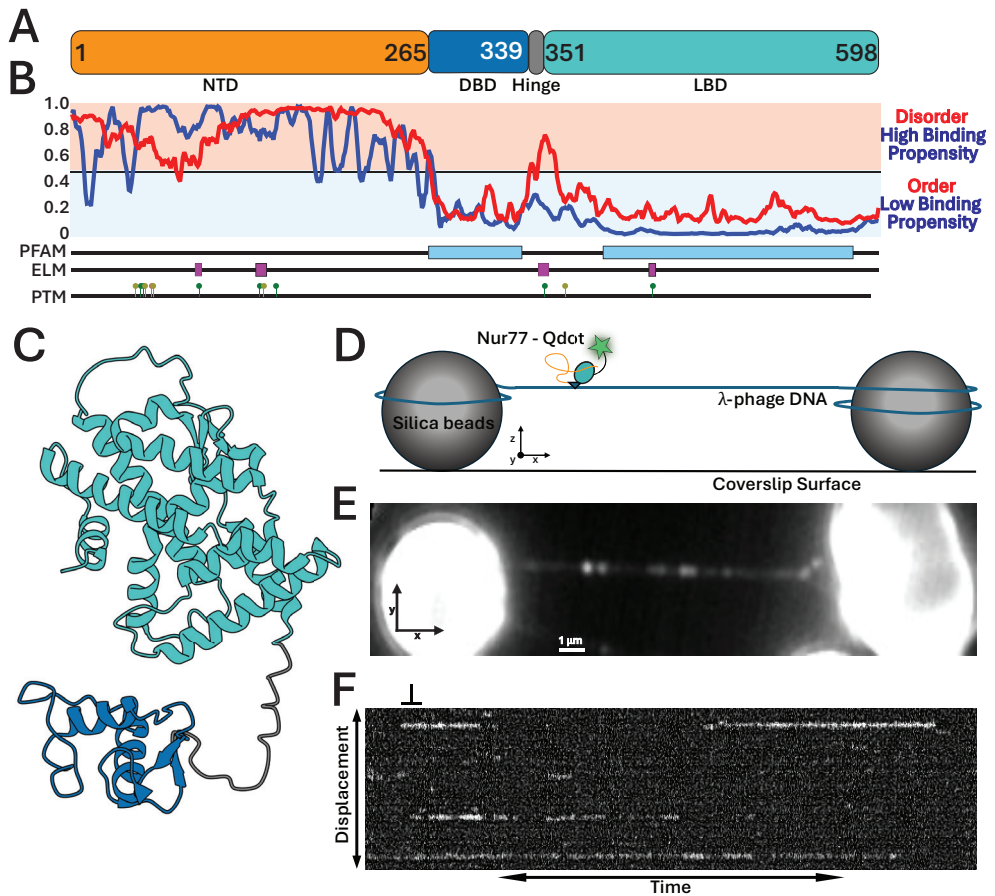 A
1
265
339
351
598
NTD
DBD
Hinge
LBD
B
1.0
0.8
0.6
0.4
0.2
0
Disorder
High Binding
Propensity
Order
Low Binding
Propensity
PFAM
ELM
PTM
C
D
Nur77 - Qdot
λ-phage DNA
Silica beads
z
y
x
Coverslip Surface
E
y
x
1 µm
F
Displacement
Time